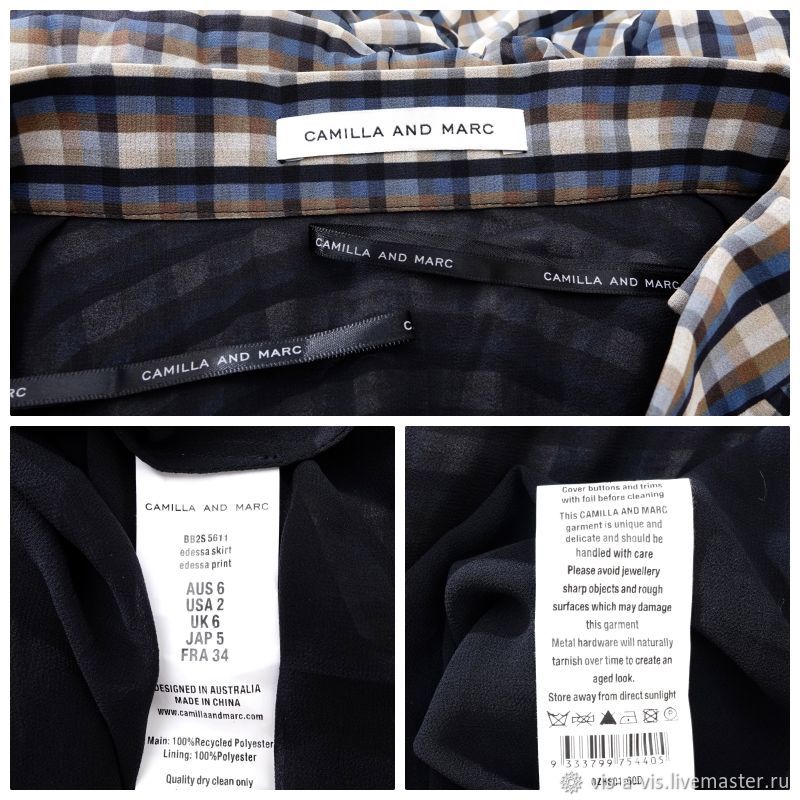 CAMILLA AND MARC
CAMILLA AND MARC
CAMILLA AND MARC
CAMILLA AND MARC
C
RC
CAMILLA AND MARC
BB2S 5611
edessa skirt
edessa print
AUS 6
USA 2
UK 6
JAP 5
FRA 34
DESIGNED IN AUSTRALIA
MADE IN CHINA
www.camillaandmarc.com
Main: 100%Recycled Polyester
Lining: 100%Polyester
Quality dry clean only
Cover buttons and trims
with foil before cleaning
This CAMILLA AND MARC
garment is unique and
delicate and should be
handled with care
Please avoid jewellery
sharp objects and rough
surfaces which may damage
this garment
Metal hardware will naturally
tarnish over time to create an
aged look.
Store away from direct sunlight
9 333799 754405
vis-a-vis.livemaster.ru